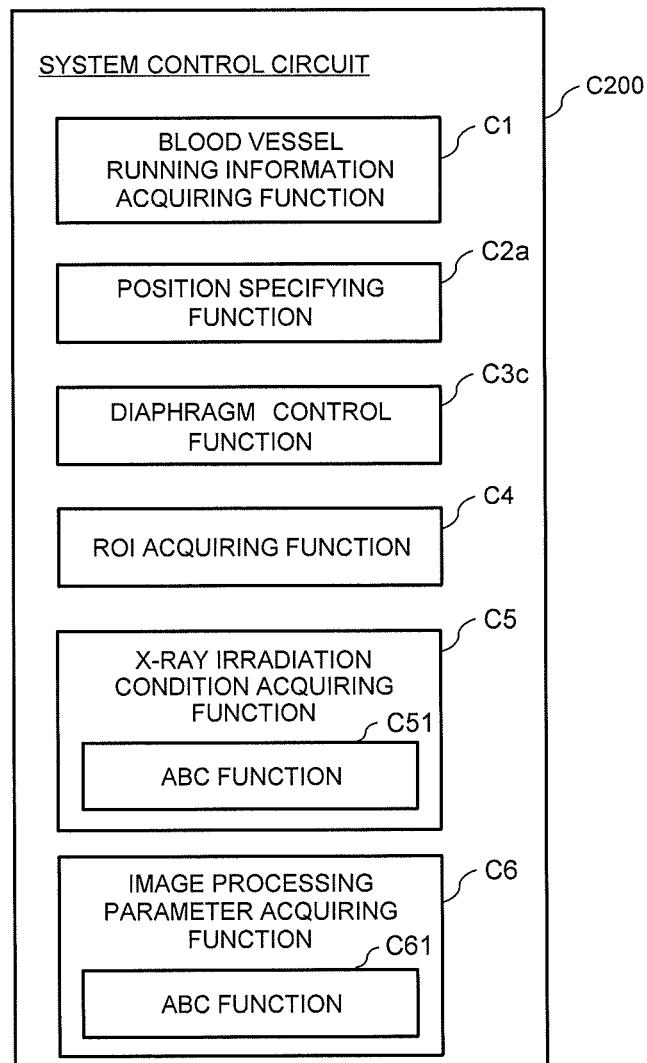 SYSTEM CONTROL CIRCUIT
C200
C1
BLOOD VESSEL
RUNNING INFORMATION
ACQUIRING FUNCTION
C2a
POSITION SPECIFYING
FUNCTION
C3c
DIAPHRAGM CONTROL
FUNCTION
C4
ROI ACQUIRING FUNCTION
C5
X-RAY IRRADIATION
CONDITION ACQUIRING
FUNCTION
C51
ABC FUNCTION
C6
IMAGE PROCESSING
PARAMETER ACQUIRING
FUNCTION
C61
ABC FUNCTION